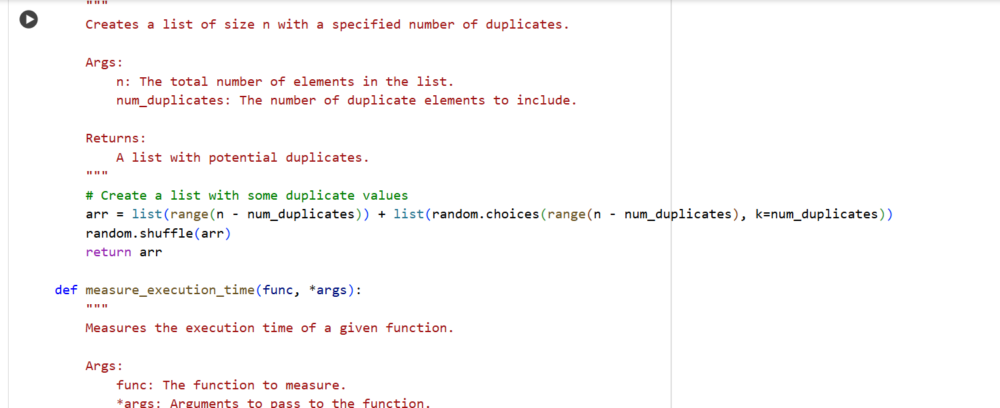 """
Creates a list of size n with a specified number of duplicates.
Args:
n: The total number of elements in the list.
num_duplicates: The number of duplicate elements to include.
Returns:
A list with potential duplicates.
"""
# Create a list with some duplicate values
arr = list(range(n - num_duplicates)) + list(random.choices(range(n - num_duplicates), k=num_duplicates))
random.shuffle(arr)
return arr
def measure_execution_time(func, *args):
"""
Measures the execution time of a given function.
Args:
func: The function to measure.
*args: Arguments to pass to the function.